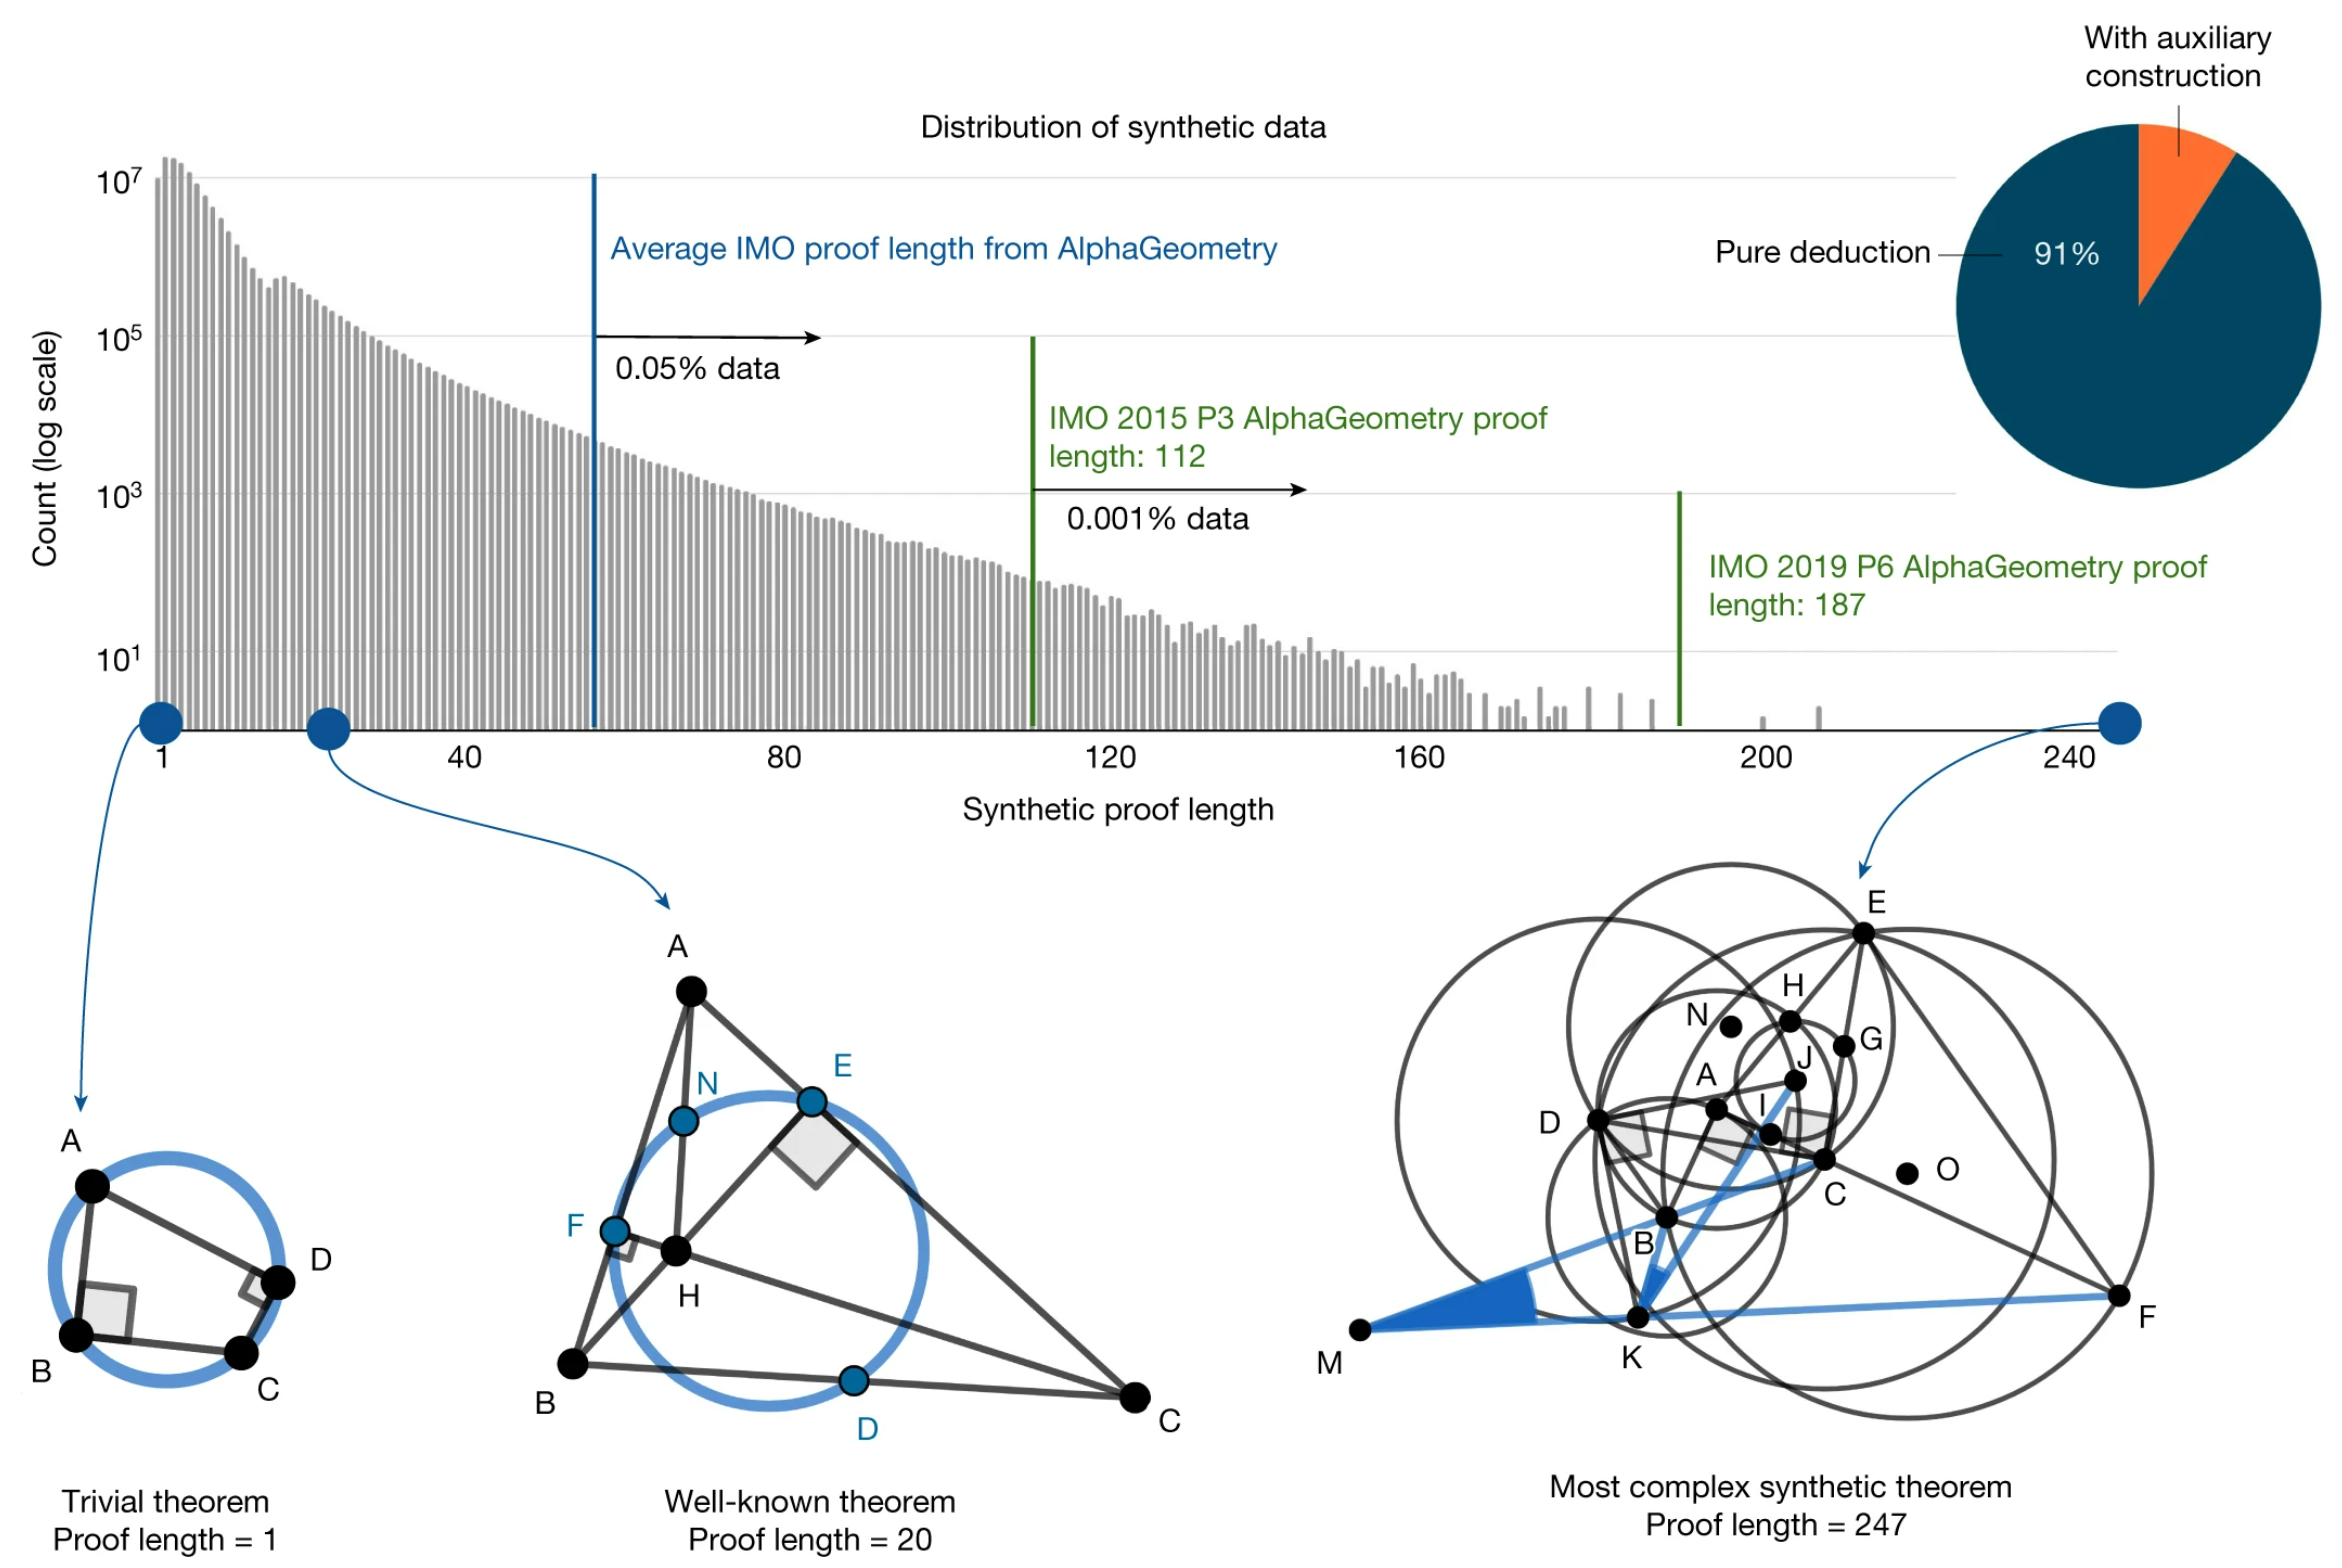 With auxiliary
construction
Distribution of synthetic data
10⁷
Average IMO proof length from AlphaGeometry
Pure deduction
91%
10⁵
0.05% data
Count (log scale)
IMO 2015 P3 AlphaGeometry proof
length: 112
10³
0.001% data
IMO 2019 P6 AlphaGeometry proof
length: 187
10¹
1
40
80
120
160
200
240
Synthetic proof length
A
B
C
D
Trivial theorem
Proof length = 1
A
N
E
F
H
B
D
C
Well-known theorem
Proof length = 20
E
H
N
G
J
A
I
D
O
C
B
F
M
K
Most complex synthetic theorem
Proof length = 247